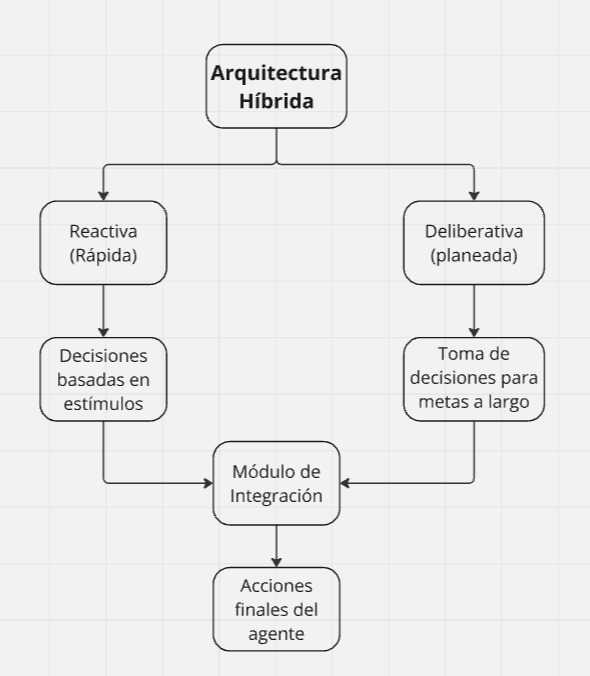 Arquitectura
Híbrida
Reactiva
(Rápida)
Deliberativa
(planeada)
Decisiones
basadas en
estímulos
Toma de
decisiones para
metas a largo
Módulo de
Integración
Acciones
finales del
agente